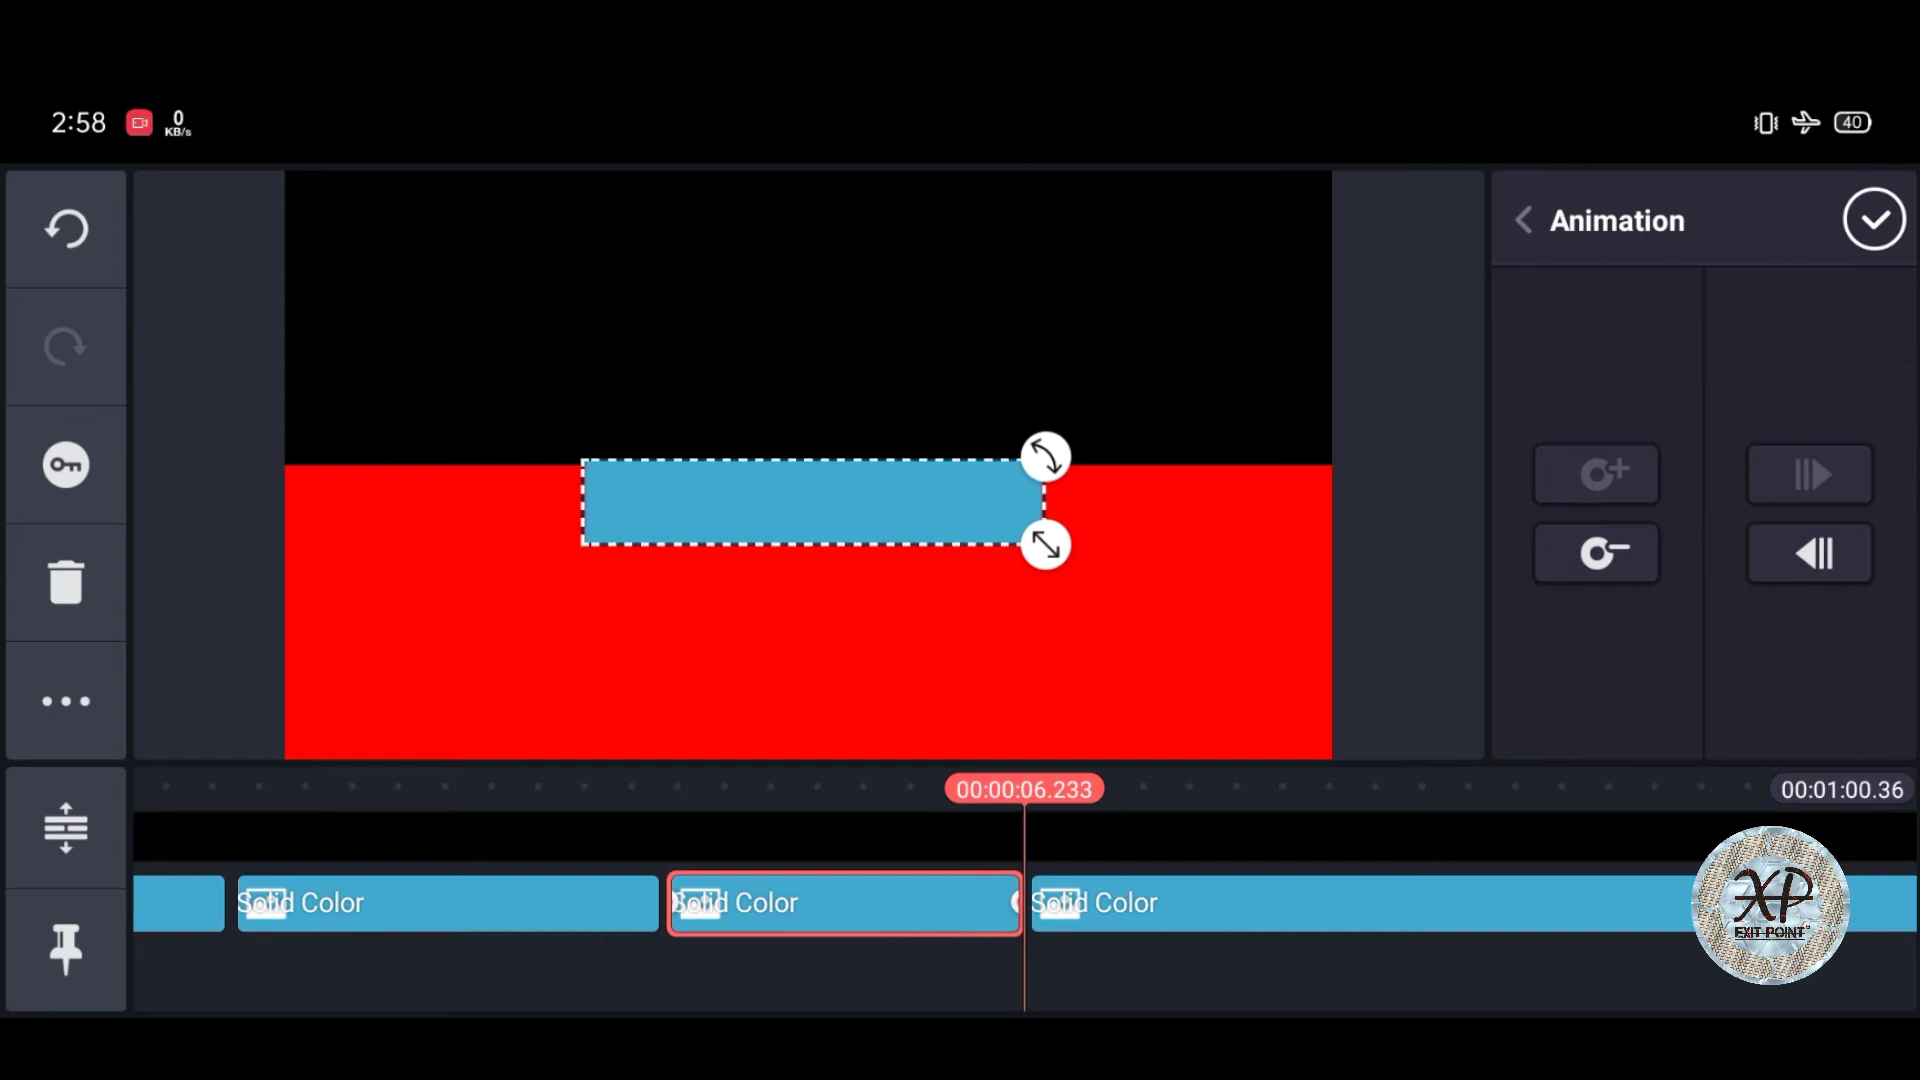 2:58
0
KB/s
40
Animation
00:00:06.233
00:01:00.36
Solid Color
Solid Color
Solid Color
XP
EXIT POINT